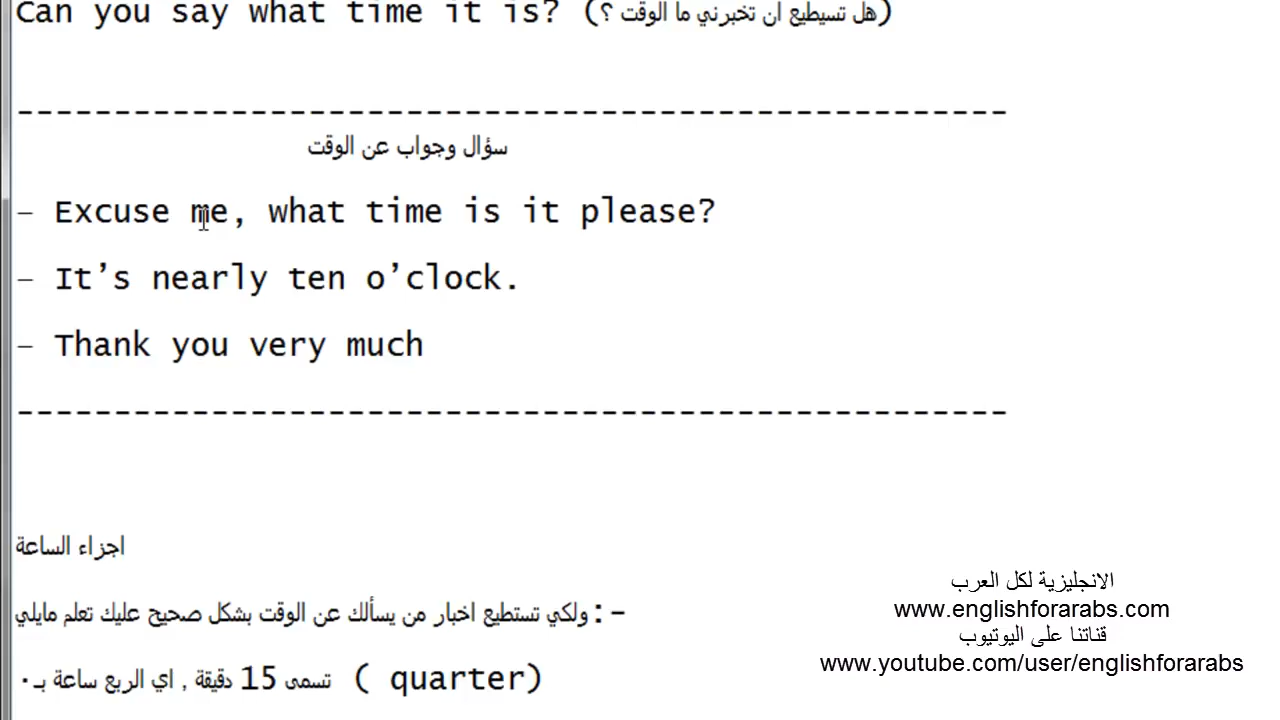 Can you say what time it is? (هل تسيطيع ان تخبرني ما الوقت ؟)
----------------------------------------------------
سؤال وجواب عن الوقت
– Excuse me, what time is it please?
– It’s nearly ten o’clock.
– Thank you very much
----------------------------------------------------
اجزاء الساعة
-: ولكي تستطيع اخبار من يسألك عن الوقت بشكل صحيح عليك تعلم مايلي
تسمى 15 دقيقة , اي الربع ساعة بـ ( quarter).
الانجليزية لكل العرب
www.englishforarabs.com
قناتنا على اليوتيوب
www.youtube.com/user/englishforarabs